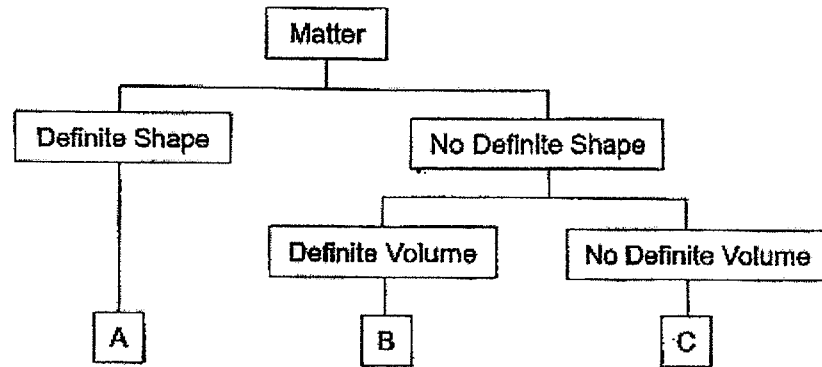 Matter
Definite Shape
No Definite Shape
Definite Volume
No Definite Volume
A
B
C